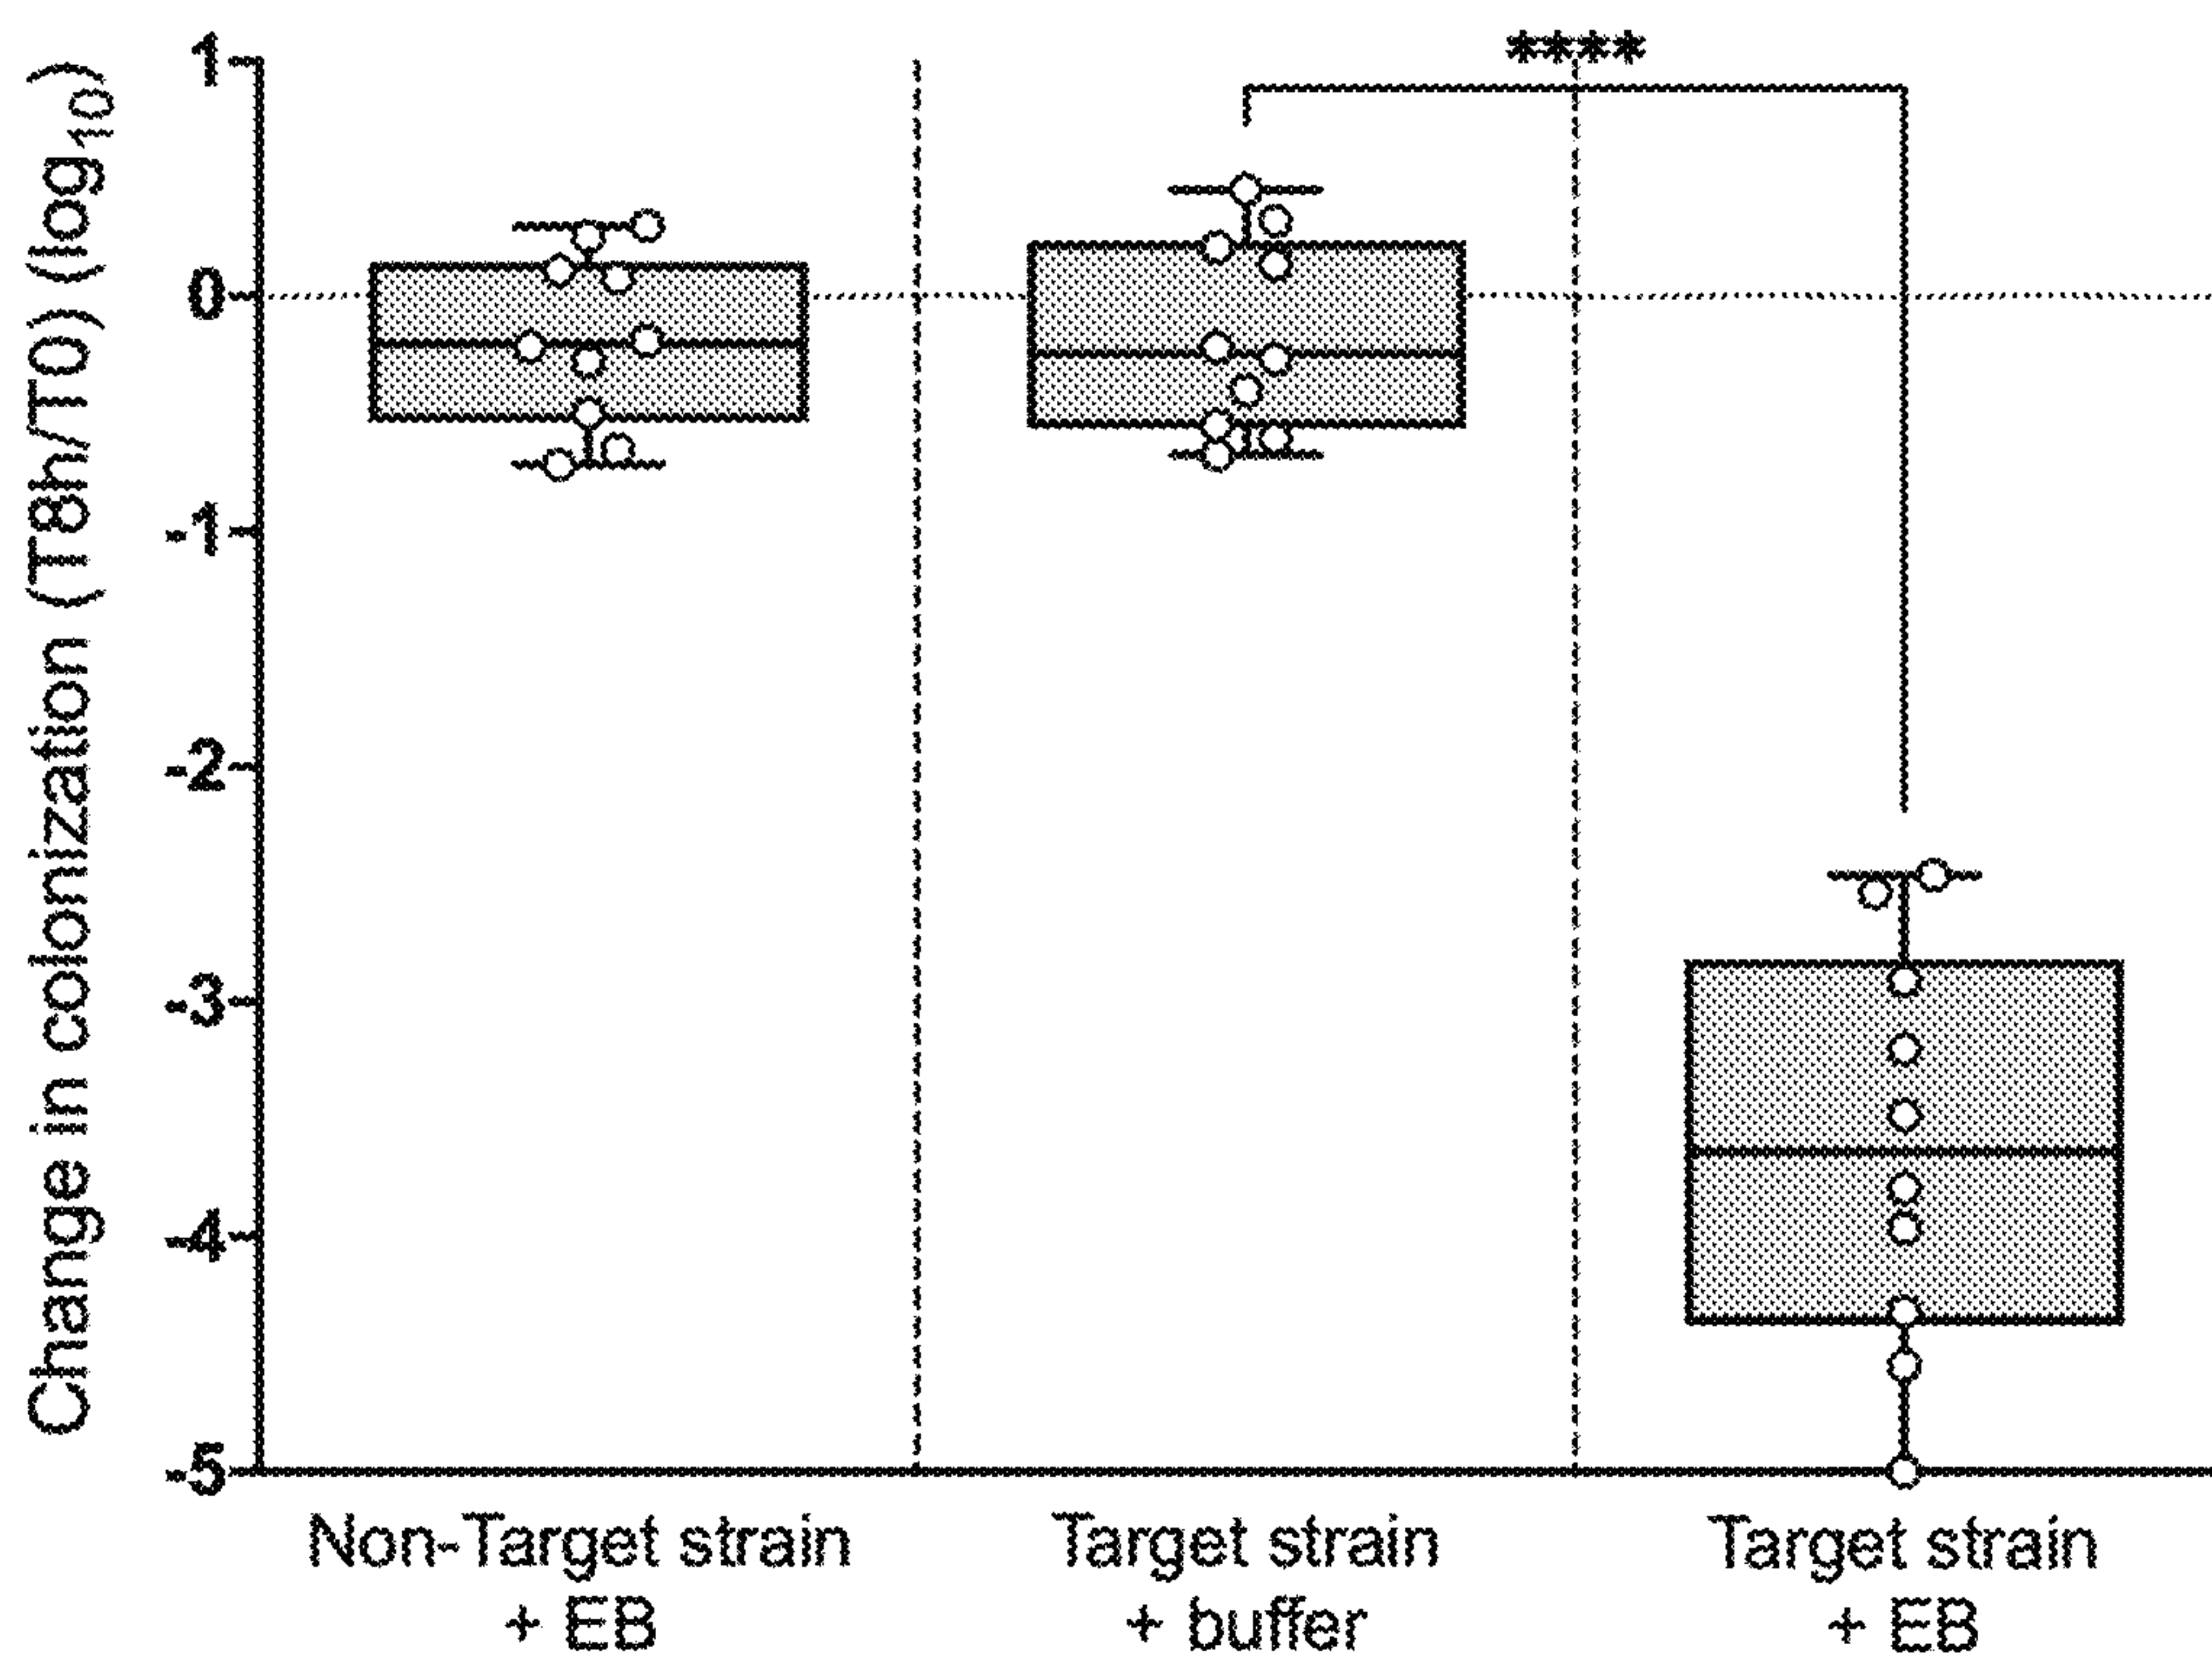 Change in colonization (T8h/T0) (log₁₀)
1
0
-1
-2
-3
-4
-5
****
Non-Target strain
+ EB
Target strain
+ buffer
Target strain
+ EB